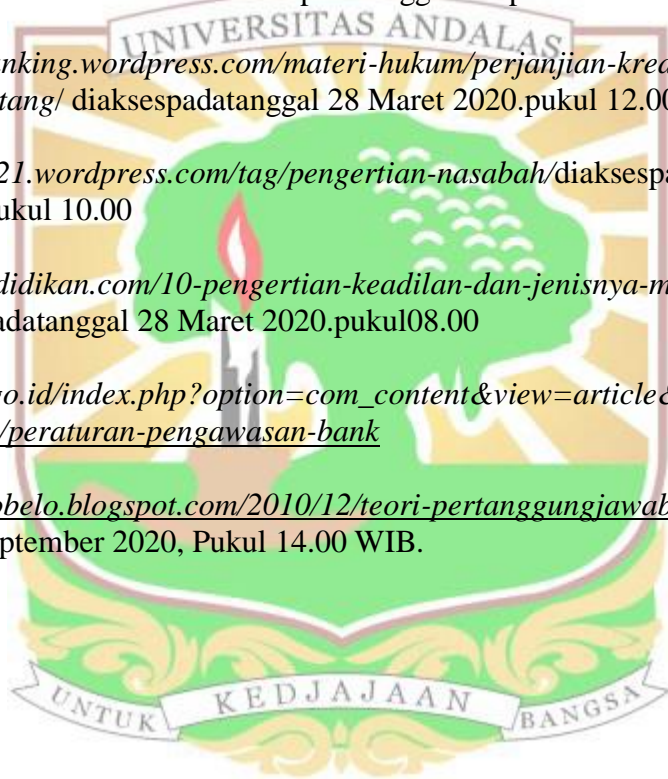 UNIVERSITAS ANDALAS
nking.wordpress.com/materi-hukum/perjanjian-kred
tang/ diaksespadatanggal 28 Maret 2020.pukul 12.00
21.wordpress.com/tag/pengertian-nasabah/diaksespa
ukul 10.00
didikan.com/10-pengertian-keadilan-dan-jenisnya-m
adatanggal 28 Maret 2020.pukul08.00
go.id/index.php?option=com_content&view=article&
/peraturan-pengawasan-bank
obelo.blogspot.com/2010/12/teori-pertanggungjawab
ptember 2020, Pukul 14.00 WIB.
UNTUK KEDJAJAAN BANGSA